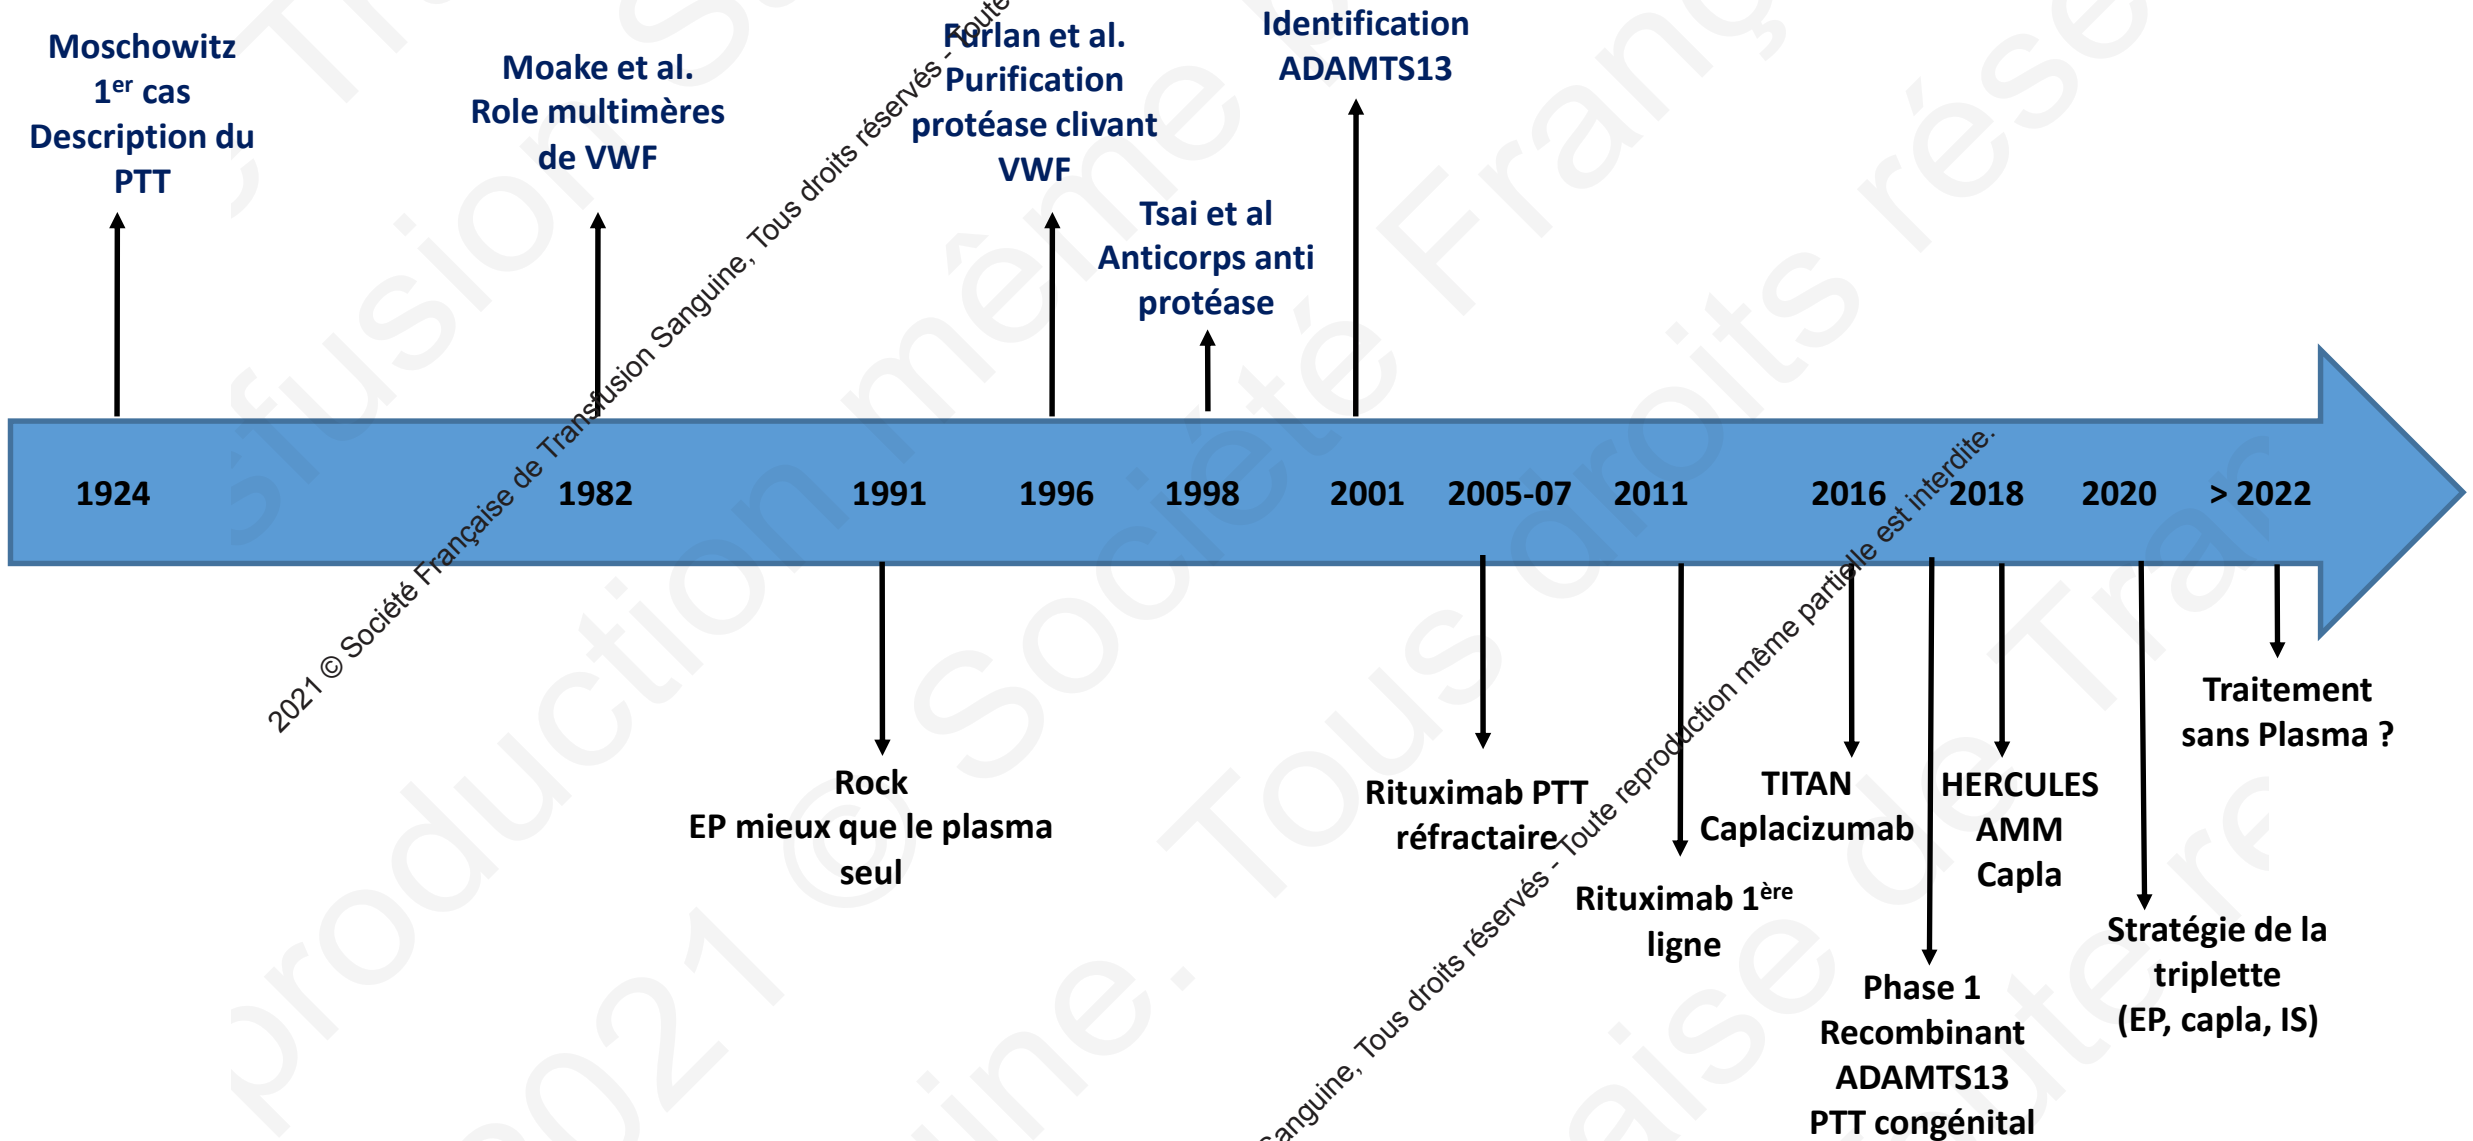 Moschowitz
1er cas
Description du
PTT
Moake et al.
Role multimères
de VWF
Furlan et al.
Purification
protéase clivant
VWF
Tsai et al
Anticorps anti
protéase
Identification
ADAMTS13
1924
1982
1991
1996
1998
2001
2005-07
2011
2016
2018
2020
> 2022
Rock
EP mieux que le plasma
seul
Rituximab PTT
réfractaire
Rituximab 1ère
ligne
TITAN
Caplacizumab
Phase 1
Recombinant
ADAMTS13
PTT congénital
HERCULES
AMM
Capla
Stratégie de la
triplette
(EP, capla, IS)
Traitement
sans Plasma ?
2021 © Société Française de Transfusion Sanguine, Tous droits réservés - Toute
Sanguine, Tous droits réservés - Toute reproduction même partielle est interdite.